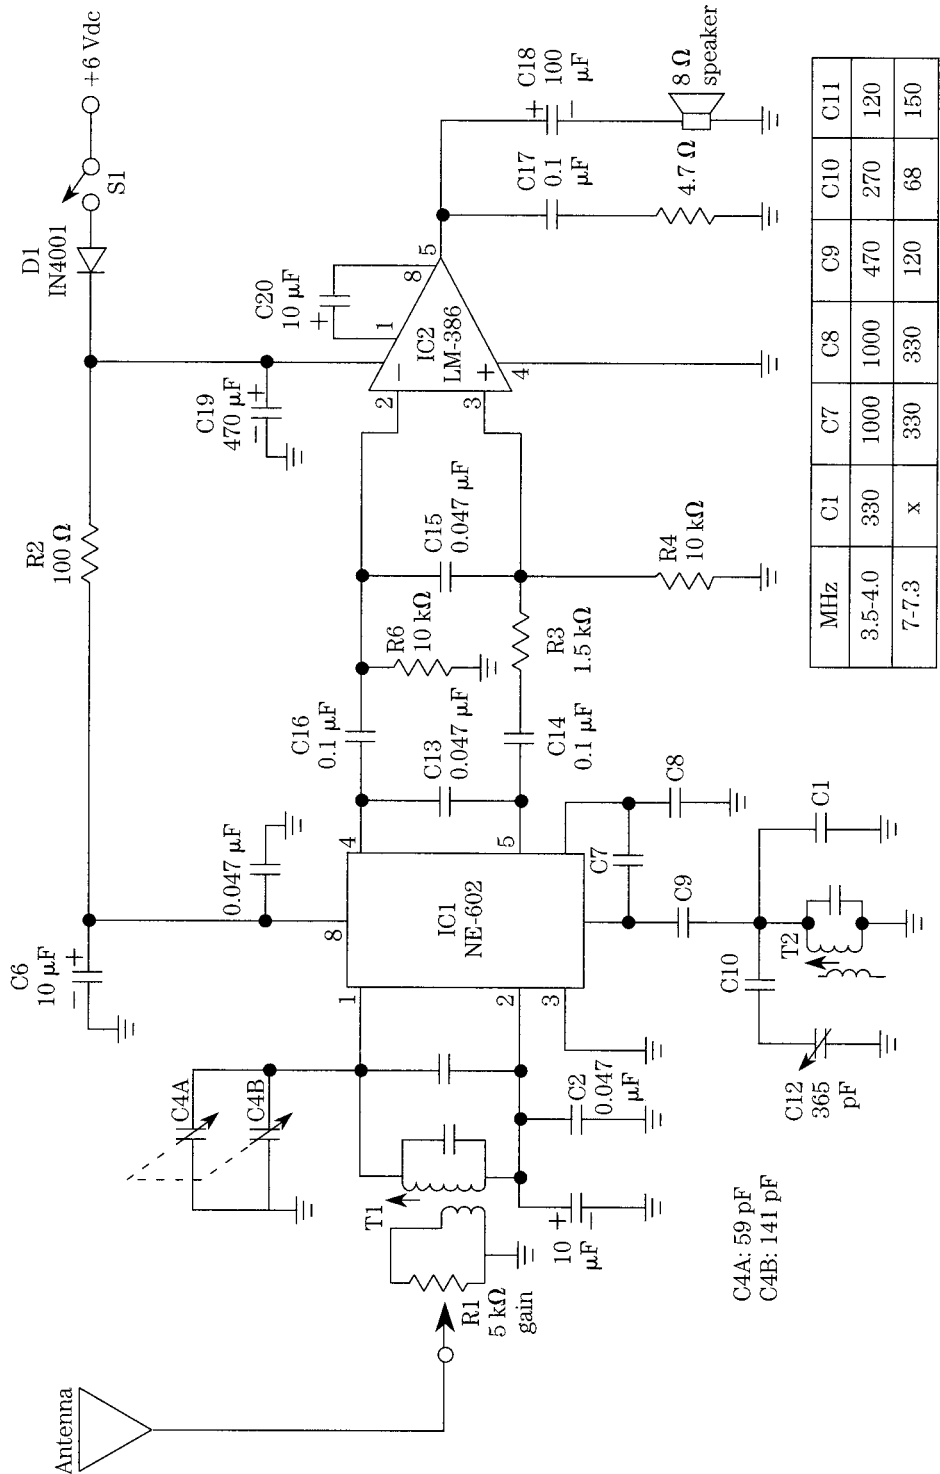 Antenna
R1
5 kΩ
gain
T1
C4A
C4B
10
μF
C2
0.047
μF
C6
10 μF
+
−
0.047 μF
1
2
3
8
4
5
IC1
NE-602
C16
0.1 μF
C13
0.047 μF
C14
0.1 μF
R6
10 kΩ
R3
1.5 kΩ
C15
0.047 μF
R4
10 kΩ
R2
100 Ω
C19
470 μF
−
+
D1
IN4001
S1
+6 Vdc
C20
10 μF
+
1
8
2
3
4
5
−
+
IC2
LM-386
C17
0.1
μF
4.7 Ω
C18
100
μF
+
−
8 Ω
speaker
C7
C8
C9
C10
C1
T2
C12
365
pF
+
−
C4A: 59 pF
C4B: 141 pF
MHz C1 C7 C8 C9 C10 C11
3.5-4.0 330 1000 1000 470 270 120
7-7.3 x 330 330 120 68 150